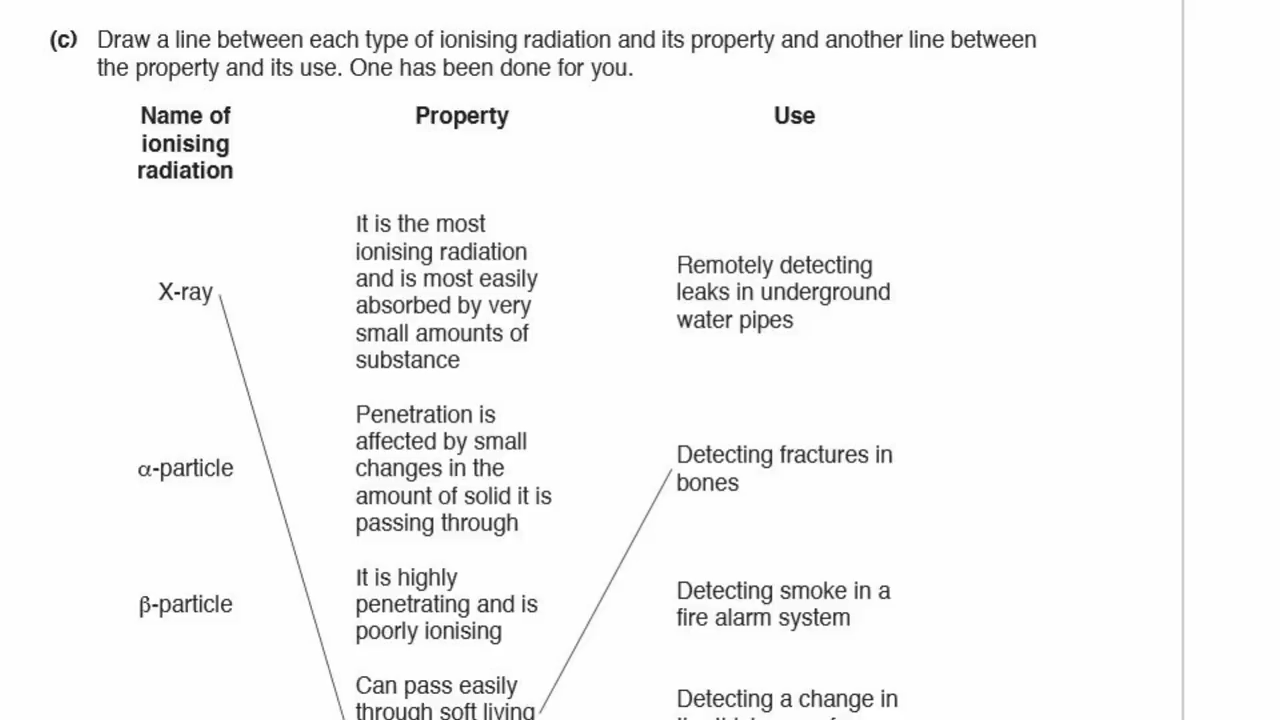 (c) Draw a line between each type of ionising radiation and its property and another line between
the property and its use. One has been done for you.
Name of
ionising
radiation
Property
Use
X-ray
It is the most
ionising radiation
and is most easily
absorbed by very
small amounts of
substance
Remotely detecting
leaks in underground
water pipes
α-particle
Penetration is
affected by small
changes in the
amount of solid it is
passing through
Detecting fractures in
bones
β-particle
It is highly
penetrating and is
poorly ionising
Detecting smoke in a
fire alarm system
Can pass easily
through soft living
Detecting a change in